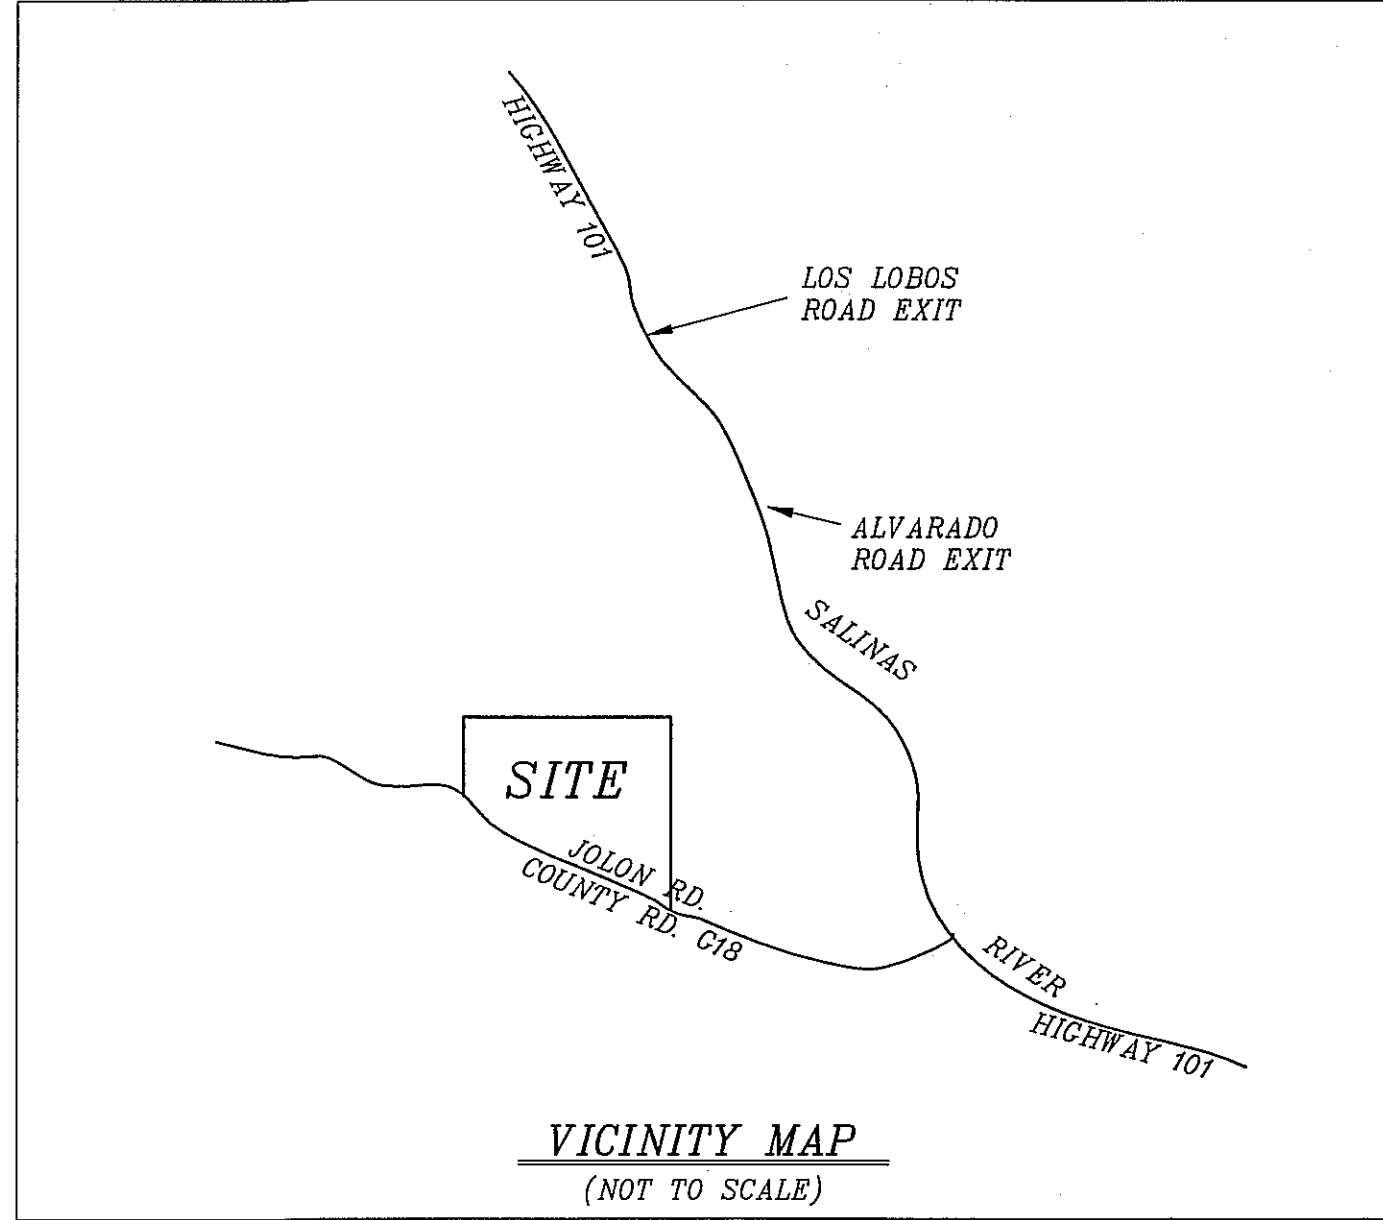 HIGHWAY 101
LOS LOBOS
ROAD EXIT
ALVARADO
ROAD EXIT
SALINAS
SITE
JOLON RD.
COUNTY RD. G18
RIVER
HIGHWAY 101
VICINITY MAP
(NOT TO SCALE)